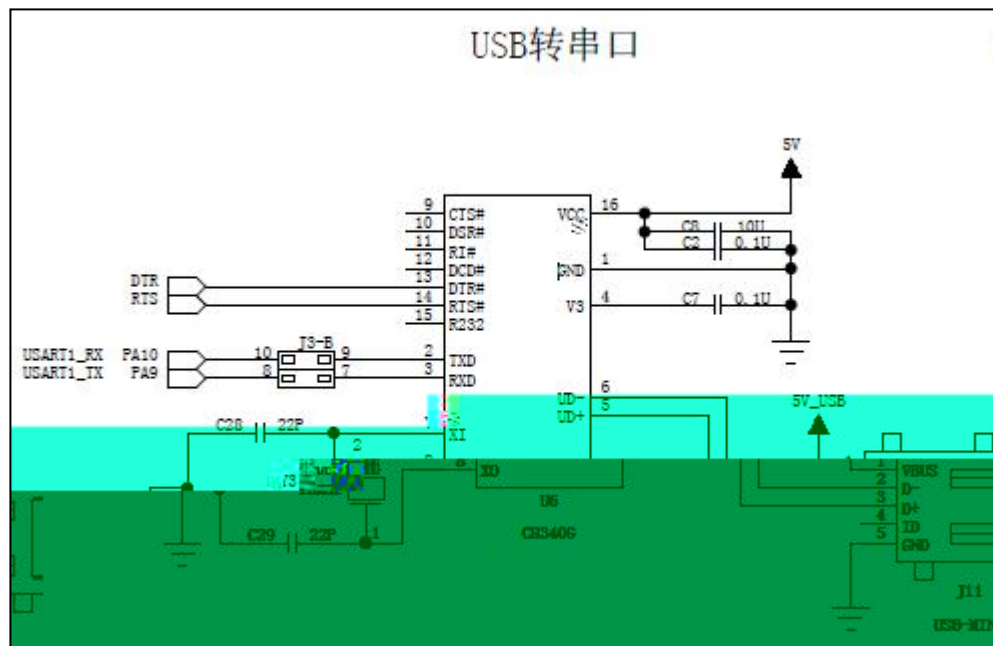 USB转串口
5V
9 CTS#
10 DSR#
11 RI#
12 DCD#
13 DTR#
14 RTS#
15 R232
DTR
RTS
VCC 16
C8 10U
C2 0.1U
GND 1
V3 4 C7 0.1U
USART1_RX PA10 10 J3-B 9 2 TXD
USART1_TX PA9 8 7 3 RXD
UD- 6
UD+ 5
5V_USB
C28 22P
XI
2
8 XO
U6
CH340G
C29 22P 1
1 VBUS
2 D-
3 D+
4 ID
5 GND
J11